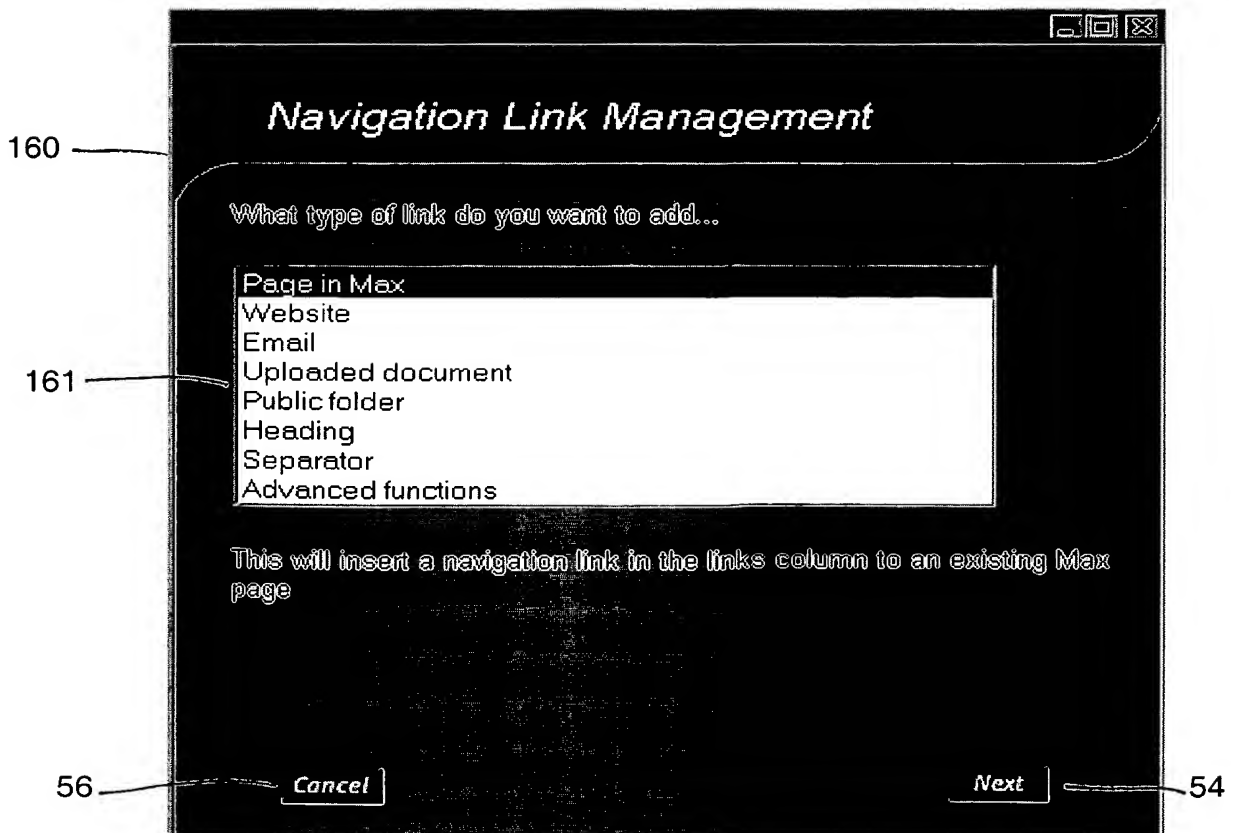 Navigation Link Management
160
What type of link do you want to add...
Page in Max
Website
Email
Uploaded document
161
Public folder
Heading
Separator
Advanced functions
This will insert a navigation link in the links column to an existing Max
page
56
Cancel
Next
54